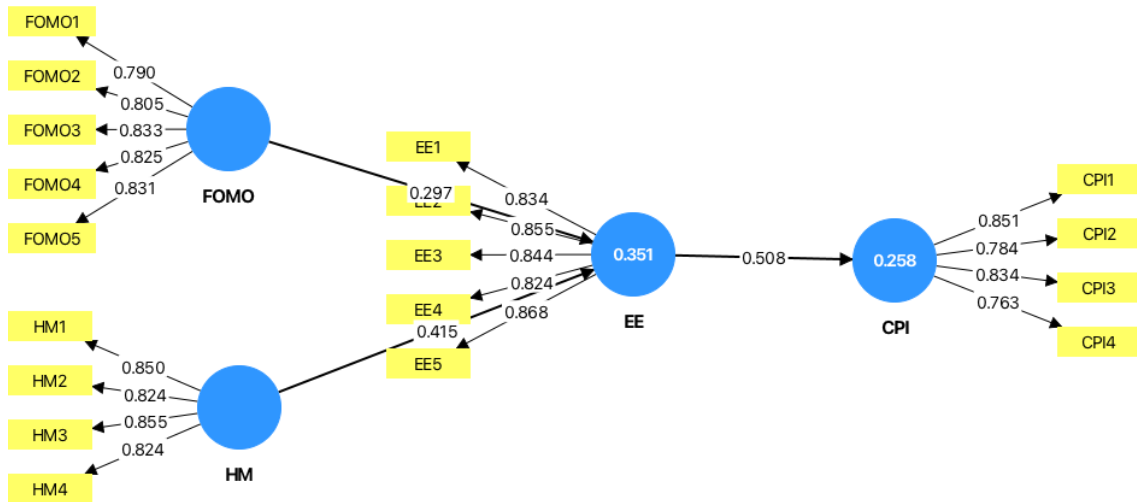 FOMO1
FOMO2
FOMO3
FOMO4
FOMO5
0.790
0.805
0.833
0.825
0.831
FOMO
HM1
HM2
HM3
HM4
0.850
0.824
0.855
0.824
HM
0.297
0.415
EE1
EE2
EE3
EE4
EE5
0.834
0.855
0.844
0.824
0.868
0.351
EE
0.508
0.258
CPI
0.851
0.784
0.834
0.763
CPI1
CPI2
CPI3
CPI4